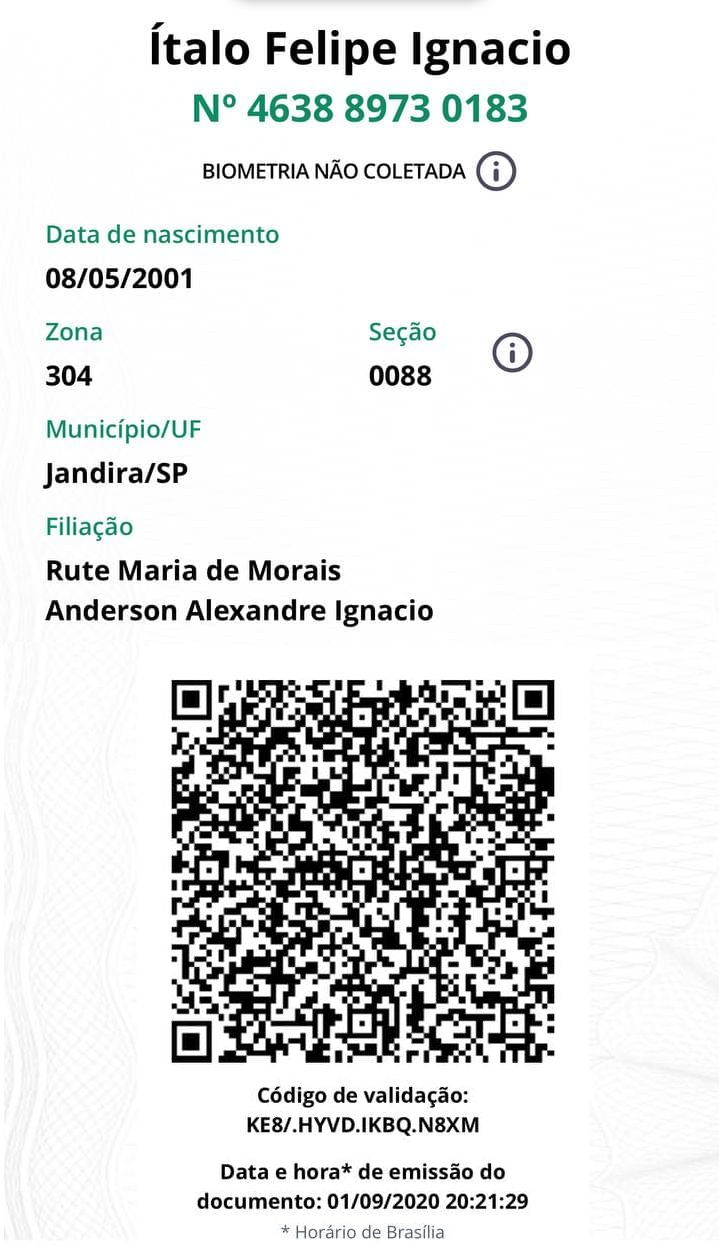 Ítalo Felipe Ignacio
Nº 4638 8973 0183
BIOMETRIA NÃO COLETADA
Data de nascimento
08/05/2001
Zona Seção
304 0088
Município/UF
Jandira/SP
Filiação
Rute Maria de Morais
Anderson Alexandre Ignacio
Código de validação:
KE8/.HYVD.IKBQ.N8XM
Data e hora* de emissão do
documento: 01/09/2020 20:21:29
* Horário de Brasília